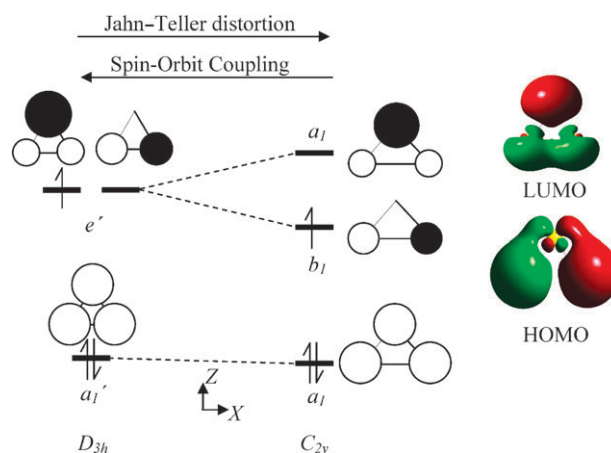 Jahn–Teller distortion
Spin-Orbit Coupling
a1
LUMO
e′
b1
HOMO
Z
X
a1′
a1
D3h
C2v